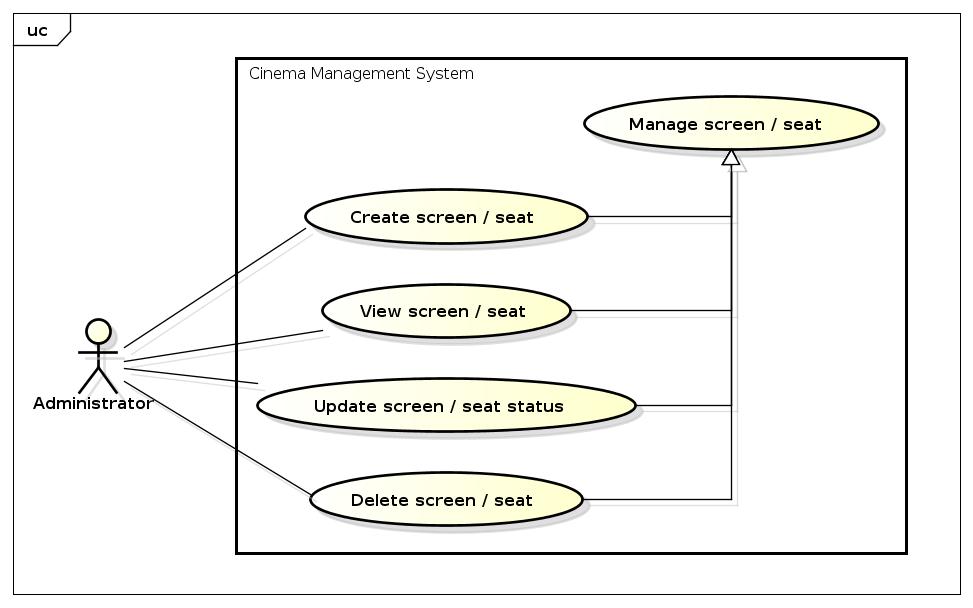 uc
Cinema Management System
Manage screen / seat
Create screen / seat
View screen / seat
Administrator
Update screen / seat status
Delete screen / seat